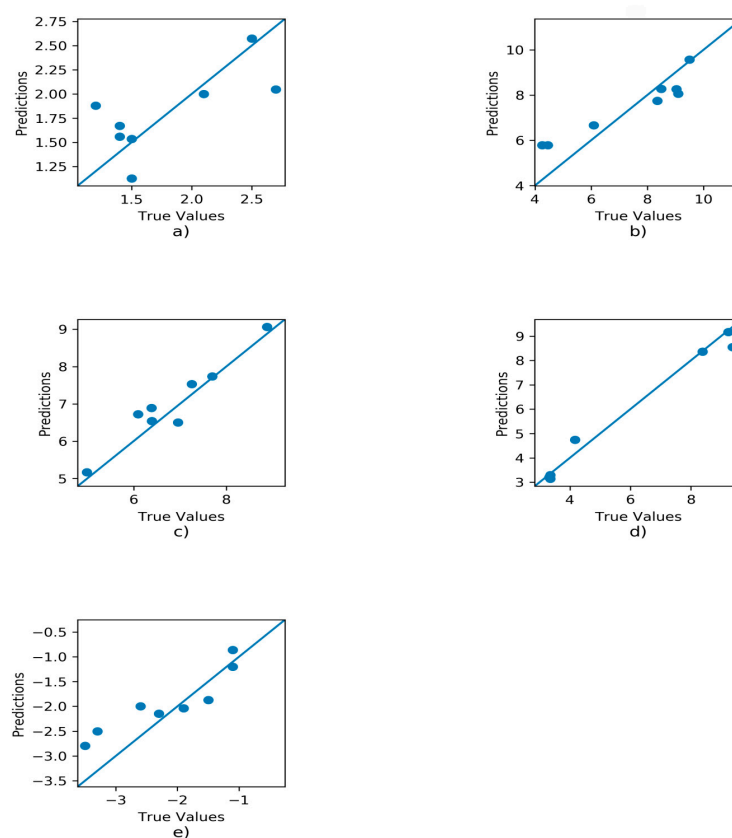 2.75
2.50
2.25
2.00
1.75
1.50
1.25
Predictions
1.5 2.5
True Values
a)
10
8
6
4
Predictions
4 6 8 10
True Values
b)
9
8
7
6
5
Predictions
6 8
True Values
c)
9
8
7
6
5
4
3
Predictions
4 6 8
True Values
d)
−0.5
−1.0
−1.5
−2.0
−2.5
−3.0
−3.5
Predictions
−3 −2 −1
True Values
e)